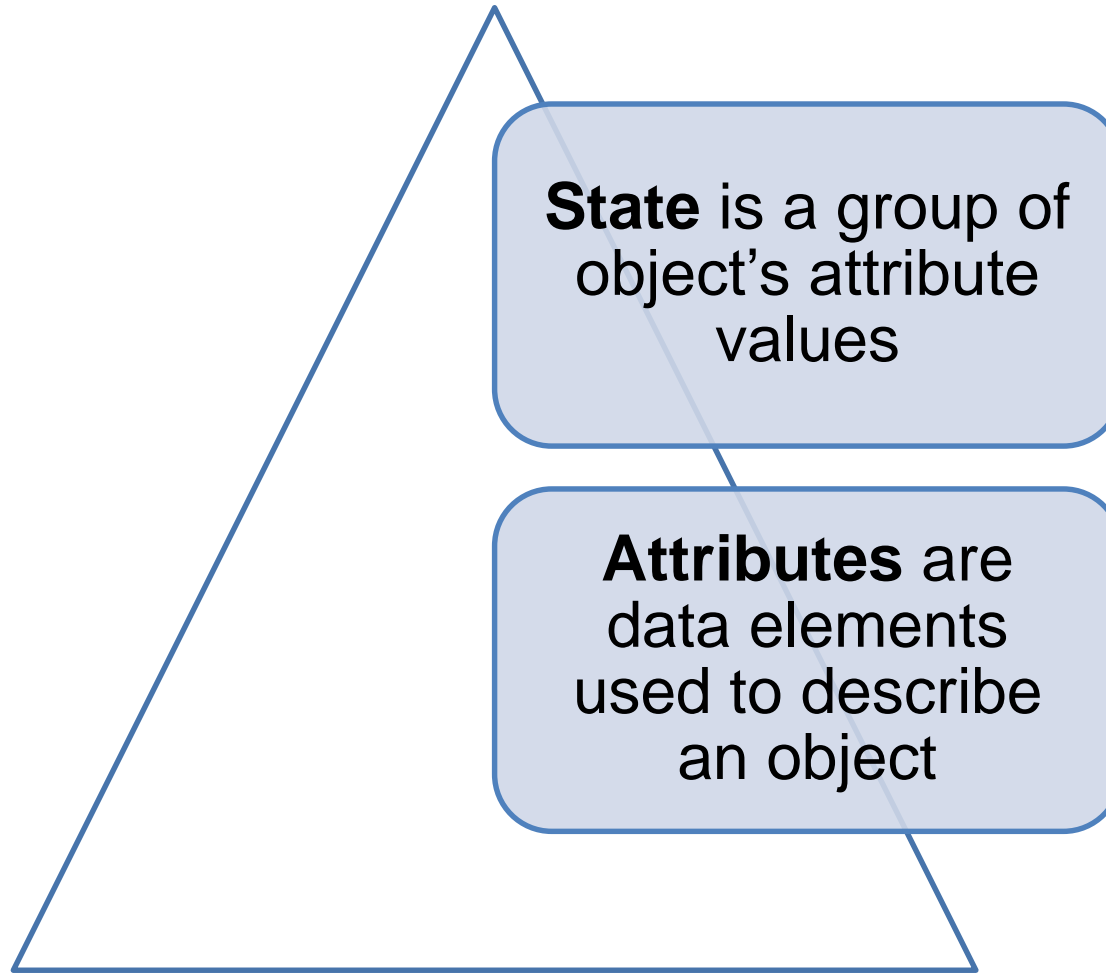 State is a group of
object’s attribute
values
Attributes are
data elements
used to describe
an object